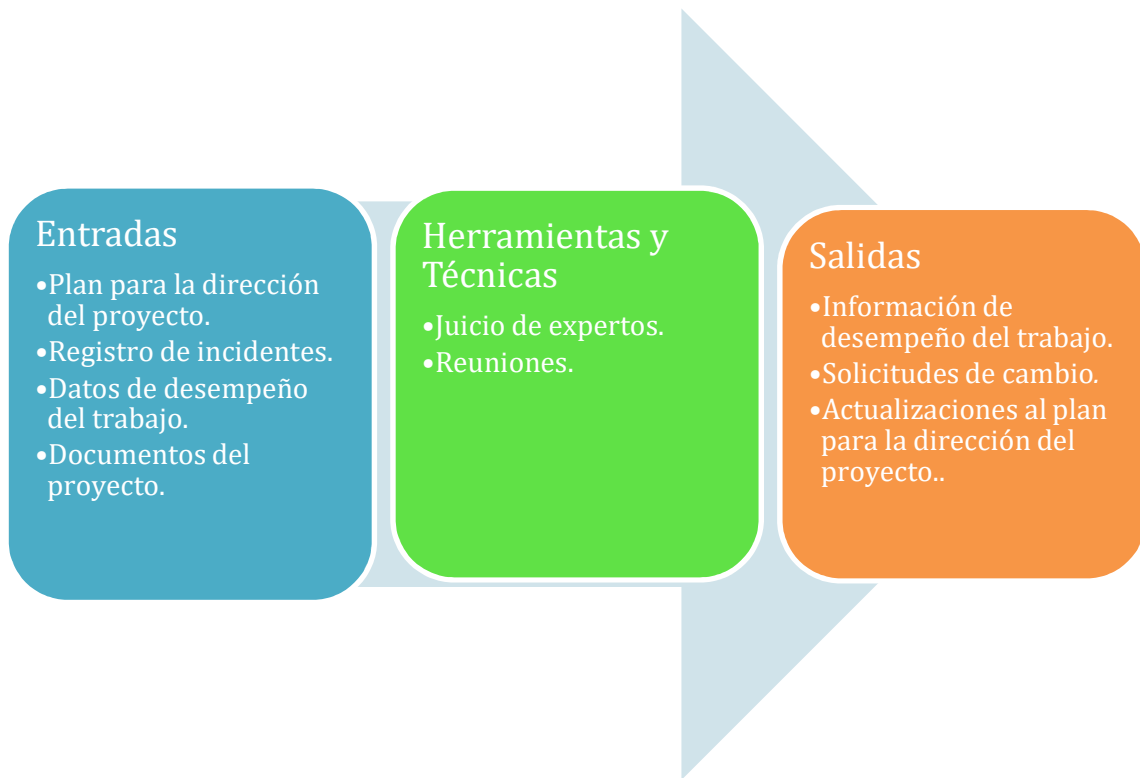 Entradas
•Plan para la dirección
del proyecto.
•Registro de incidentes.
•Datos de desempeño
del trabajo.
•Documentos del
proyecto.
Herramientas y
Técnicas
•Juicio de expertos.
•Reuniones.
Salidas
•Información de
desempeño del trabajo.
•Solicitudes de cambio.
•Actualizaciones al plan
para la dirección del
proyecto..